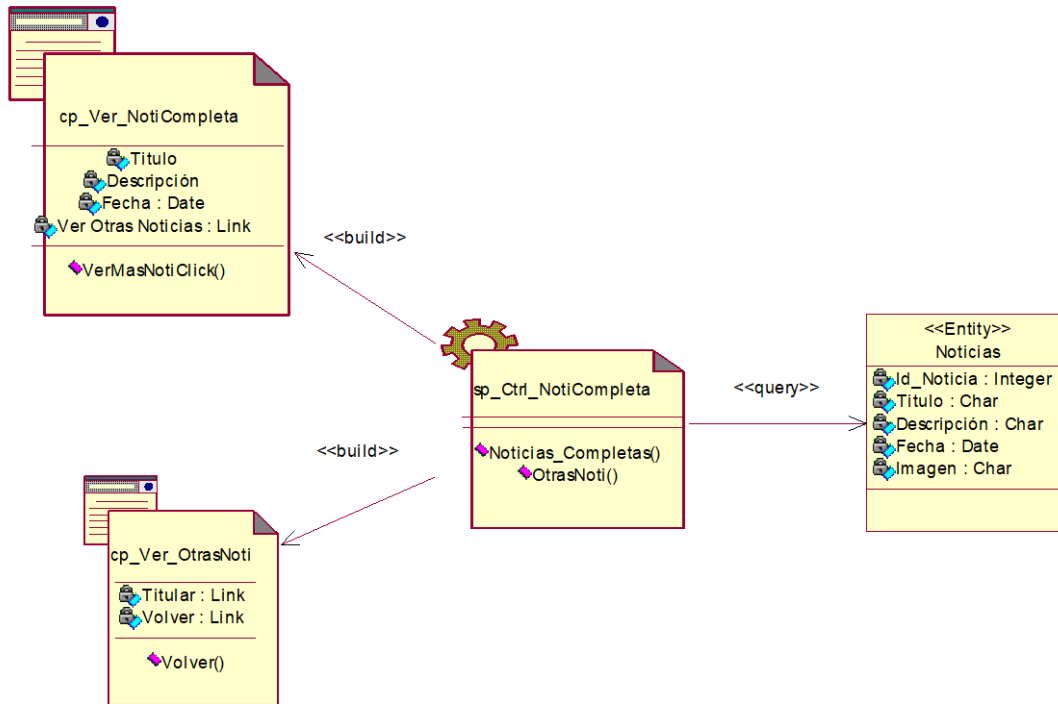 cp_Ver_NotiCompleta
Titulo
Descripción
Fecha : Date
Ver Otras Noticias : Link
VerMasNotiClick()
<<build>>
sp_Ctrl_NotiCompleta
Noticias_Completas()
OtrasNoti()
<<query>>
<<Entity>>
Noticias
Id_Noticia : Integer
Titulo : Char
Descripción : Char
Fecha : Date
Imagen : Char
<<build>>
cp_Ver_OtrasNoti
Titular : Link
Volver : Link
Volver()